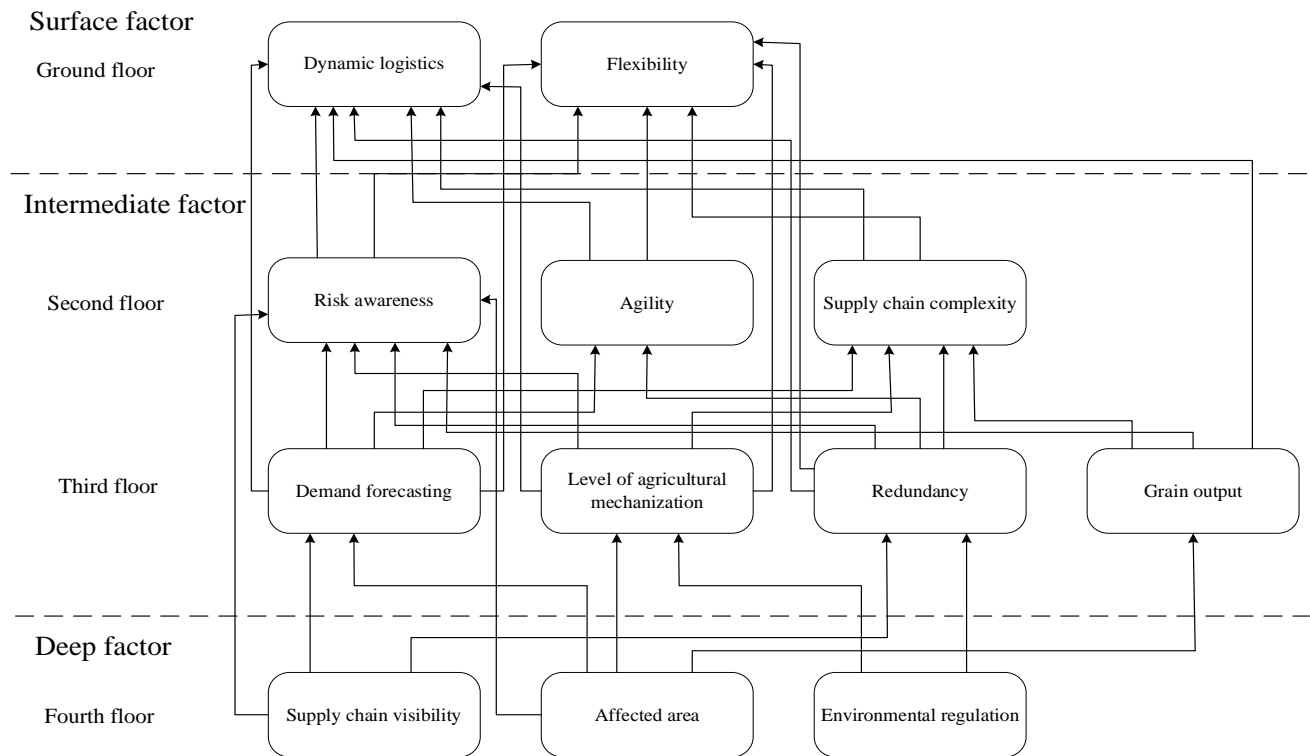 Surface factor
Ground floor
Dynamic logistics
Flexibility
Intermediate factor
Second floor
Risk awareness
Agility
Supply chain complexity
Third floor
Demand forecasting
Level of agricultural
mechanization
Redundancy
Grain output
Deep factor
Fourth floor
Supply chain visibility
Affected area
Environmental regulation